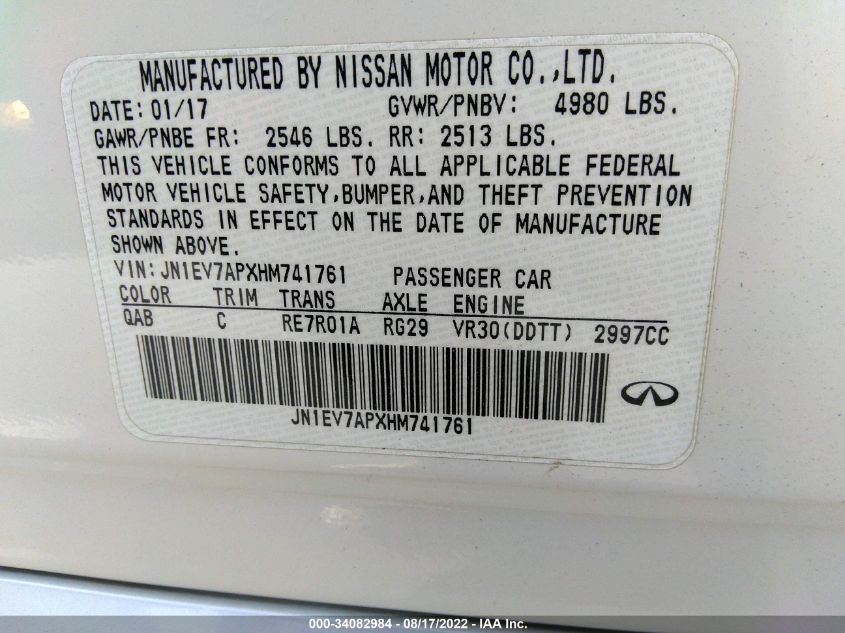 MANUFACTURED BY NISSAN MOTOR CO.,LTD.
DATE: 01/17 GVWR/PNBV: 4980 LBS.
GAWR/PNBE FR: 2546 LBS. RR: 2513 LBS.
THIS VEHICLE CONFORMS TO ALL APPLICABLE FEDERAL
MOTOR VEHICLE SAFETY,BUMPER,AND THEFT PREVENTION
STANDARDS IN EFFECT ON THE DATE OF MANUFACTURE
SHOWN ABOVE.
VIN: JN1EV7APXHM741761 PASSENGER CAR
COLOR TRIM TRANS AXLE ENGINE
QAB C RE7R01A RG29 VR30(DDTT) 2997CC
JN1EV7APXHM741761
000-34082984 - 08/17/2022 - IAA Inc.